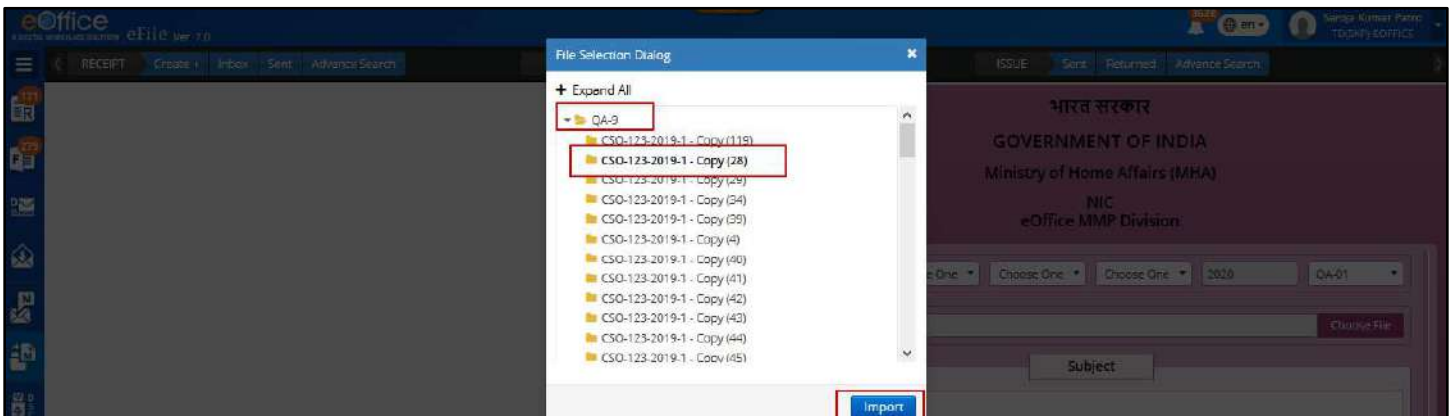 eOffice
eFile Ver 7.0
3622
en
Saroja Kumar Patro
RECEIPT Create Inbox Sent Advance Search
ISSUE Sent Returned Advance Search
File Selection Dialog ×
+ Expand All
QA-9
CSO-123-2019-1 - Copy (119)
CSO-123-2019-1 - Copy (28)
CSO-123-2019-1 - Copy (29)
CSO-123-2019-1 - Copy (34)
CSO-123-2019-1 - Copy (39)
CSO-123-2019-1 - Copy (4)
CSO-123-2019-1 - Copy (40)
CSO-123-2019-1 - Copy (41)
CSO-123-2019-1 - Copy (42)
CSO-123-2019-1 - Copy (43)
CSO-123-2019-1 - Copy (44)
CSO-123-2019-1 - Copy (45)
Import
भारत सरकार
GOVERNMENT OF INDIA
Ministry of Home Affairs (MHA)
NIC
eOffice MMP Division
e One Choose One Choose One 2020 QA-01
Choose File
Subject